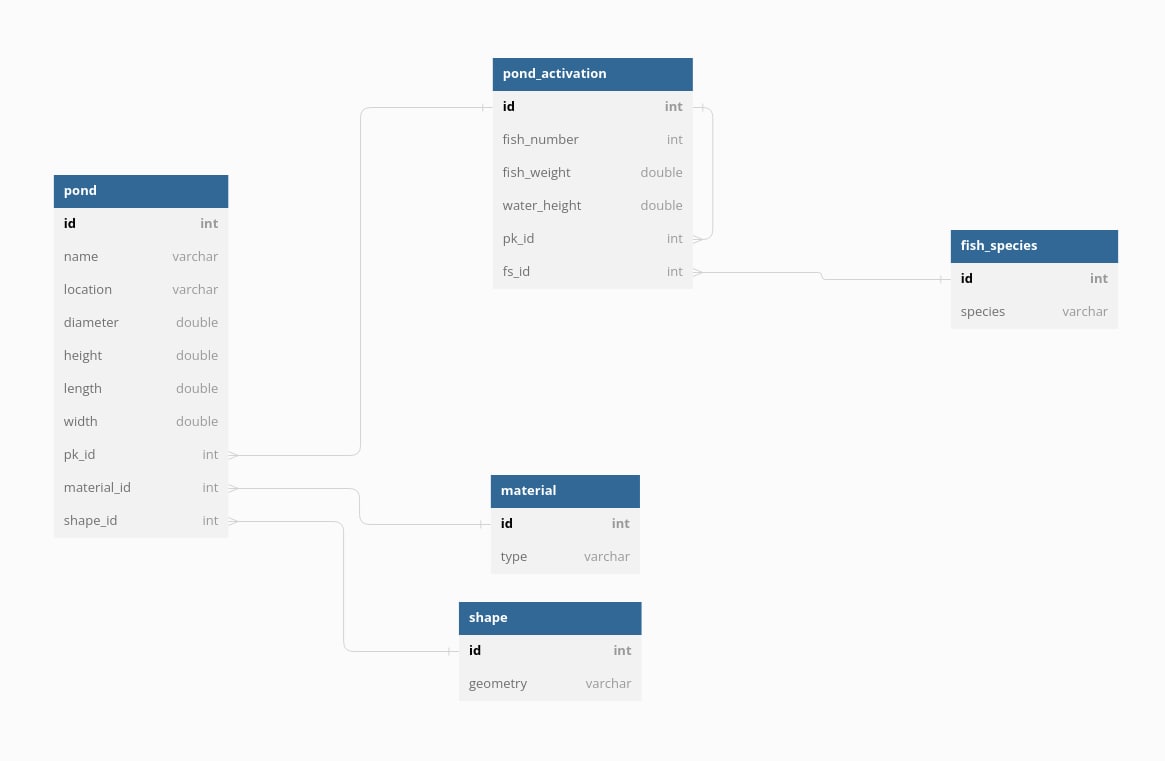 pond_activation
id int
fish_number int
fish_weight double
water_height double
pk_id int
fs_id int
pond
id int
name varchar
location varchar
diameter double
height double
length double
width double
pk_id int
material_id int
shape_id int
fish_species
id int
species varchar
material
id int
type varchar
shape
id int
geometry varchar